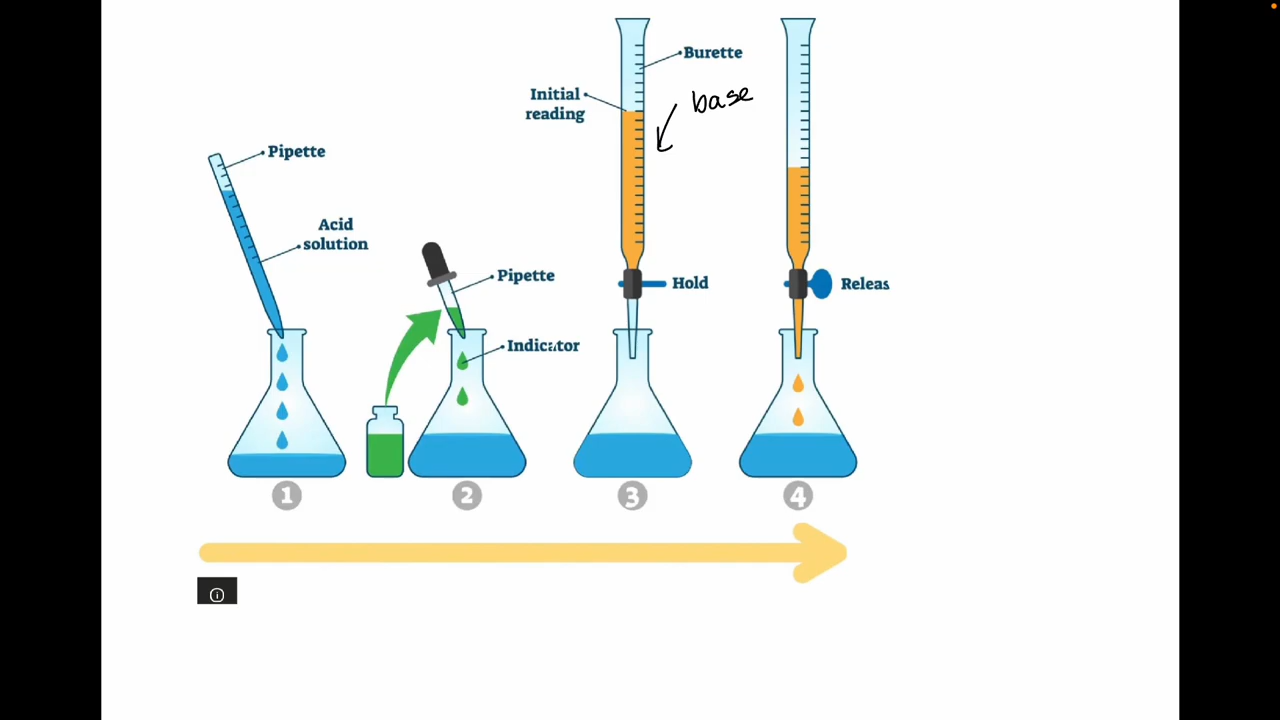 Burette
Initial
reading
base
Pipette
Acid
solution
Pipette
Hold
Releas
Indicator
1
2
3
4